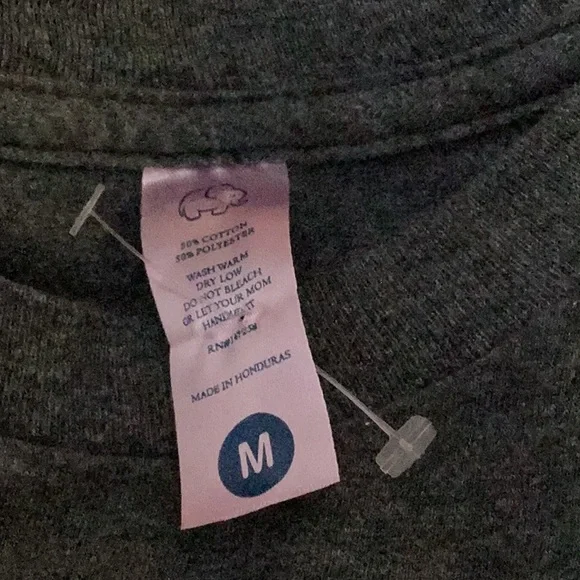 50% COTTON
50% POLYESTER
WASH WARM
DRY LOW
DO NOT BLEACH
OR LET YOUR MOM
HANDLE IT
MADE IN HONDURAS
M